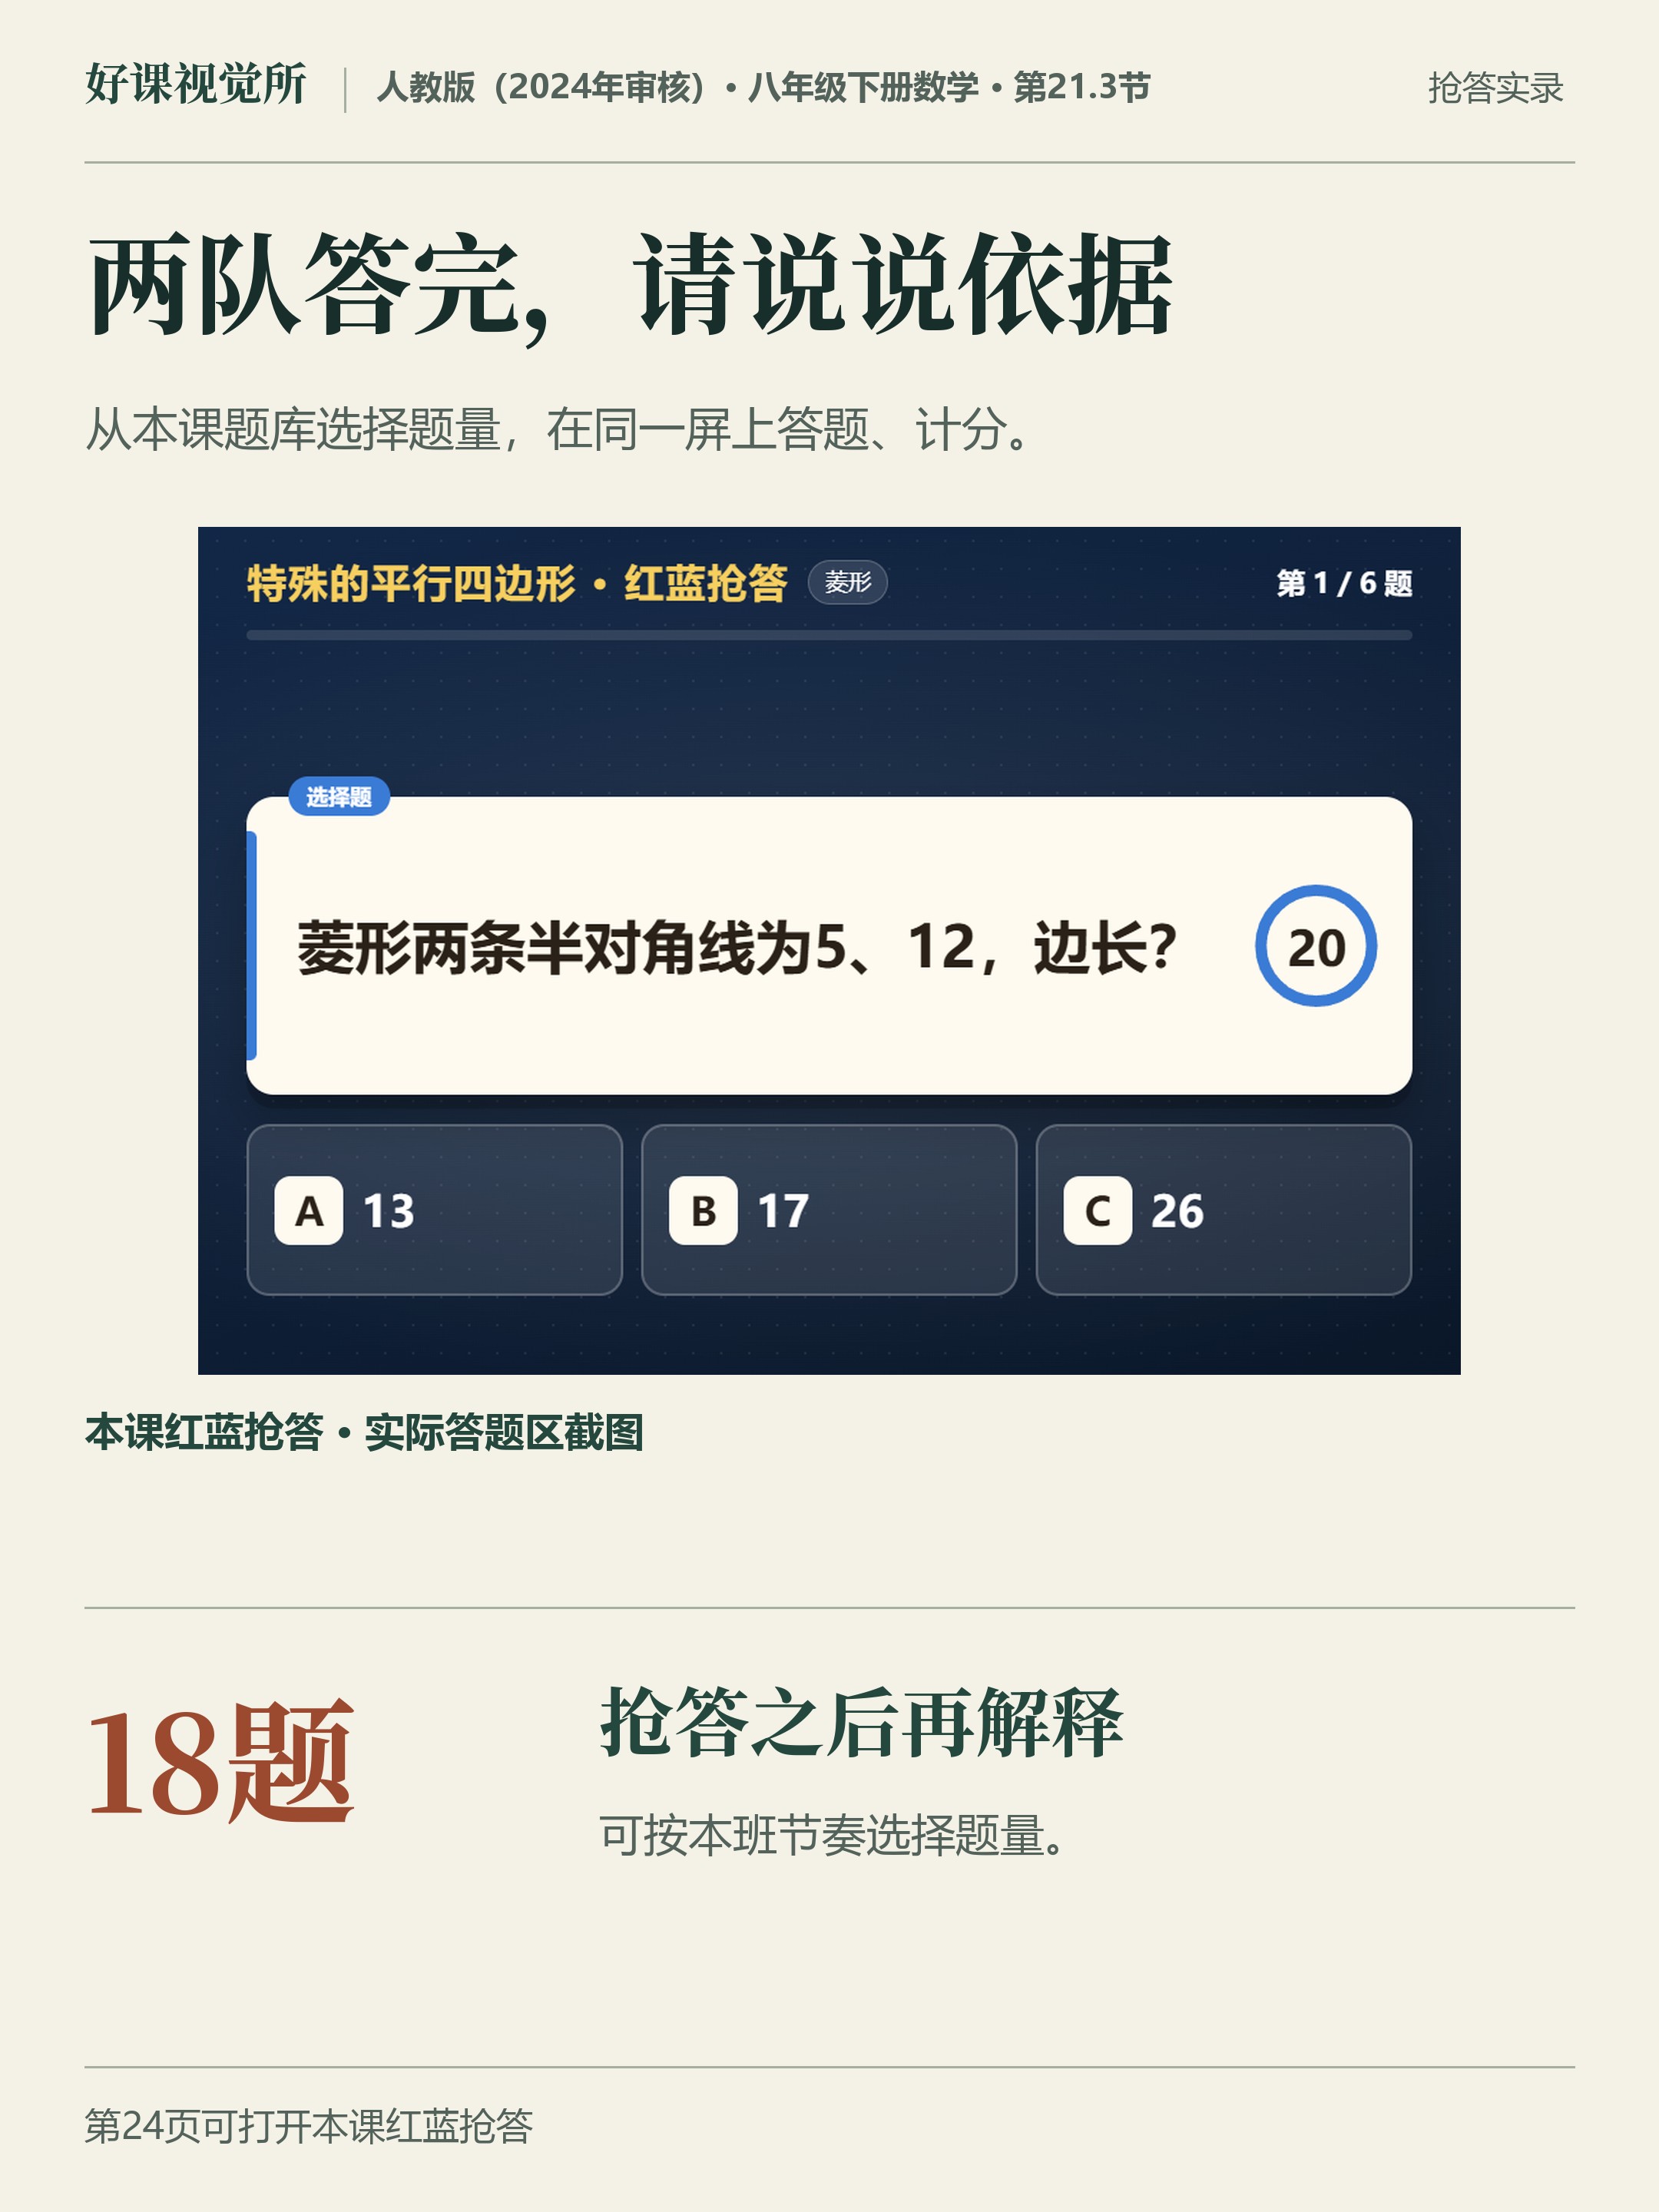 好课视觉所
人教版（2024年审核）·八年级下册数学·第21.3节
抢答实录
两队答完，请说说依据
从本课题库选择题量，在同一屏上答题、计分。
特殊的平行四边形·红蓝抢答
菱形
第 1 / 6 题
选择题
菱形两条半对角线为5、12，边长？
20
A 13
B 17
C 26
本课红蓝抢答·实际答题区截图
18题
抢答之后再解释
可按本班节奏选择题量。
第24页可打开本课红蓝抢答